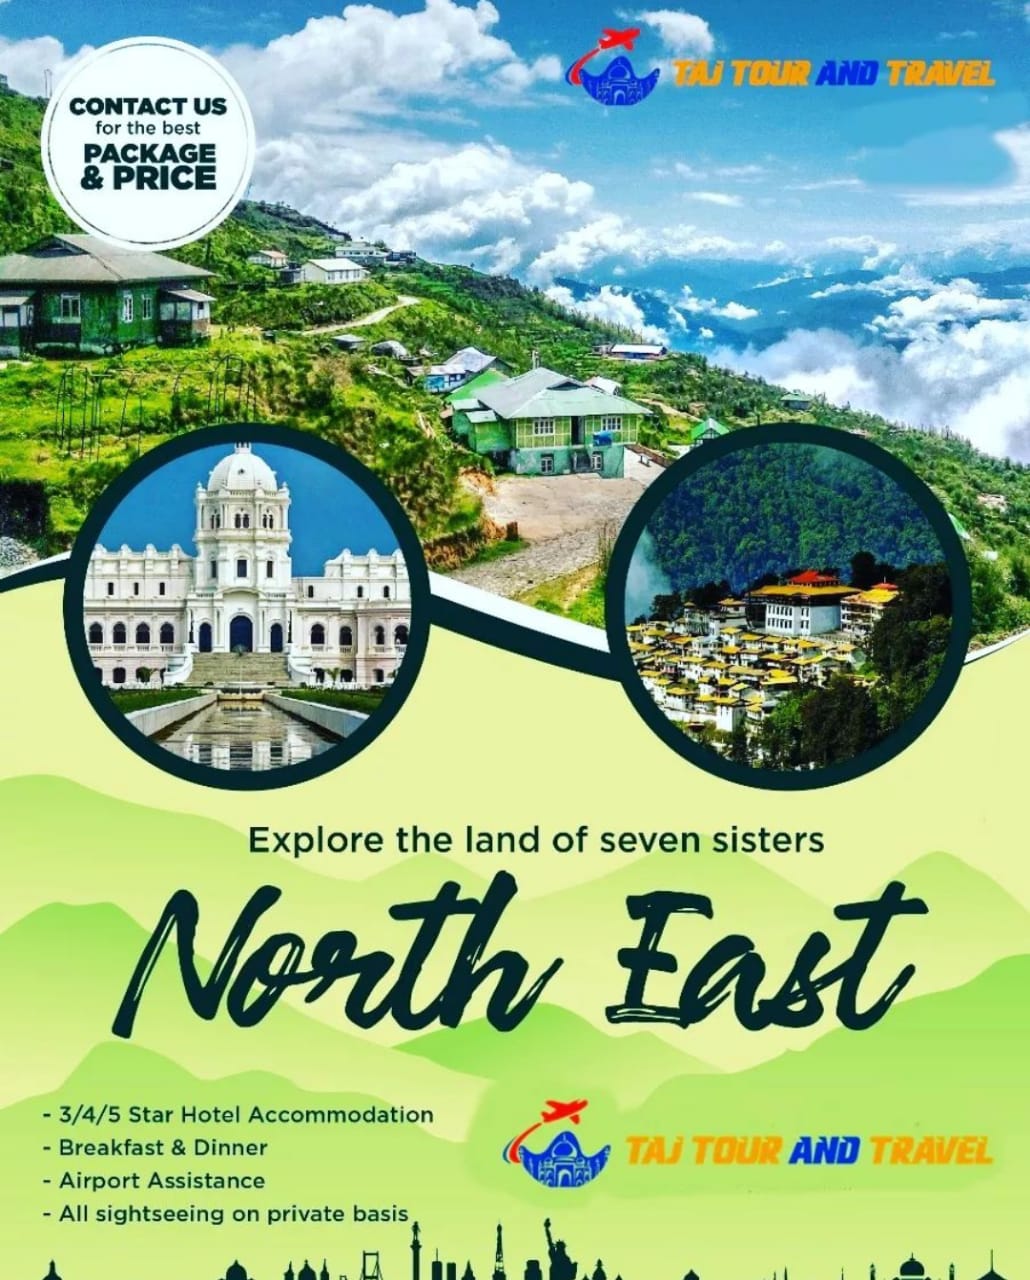 CONTACT US
for the best
PACKAGE
& PRICE
TAJ TOUR AND TRAVEL
Explore the land of seven sisters
North East
- 3/4/5 Star Hotel Accommodation
- Breakfast & Dinner
- Airport Assistance
- All sightseeing on private basis
TAJ TOUR AND TRAVEL